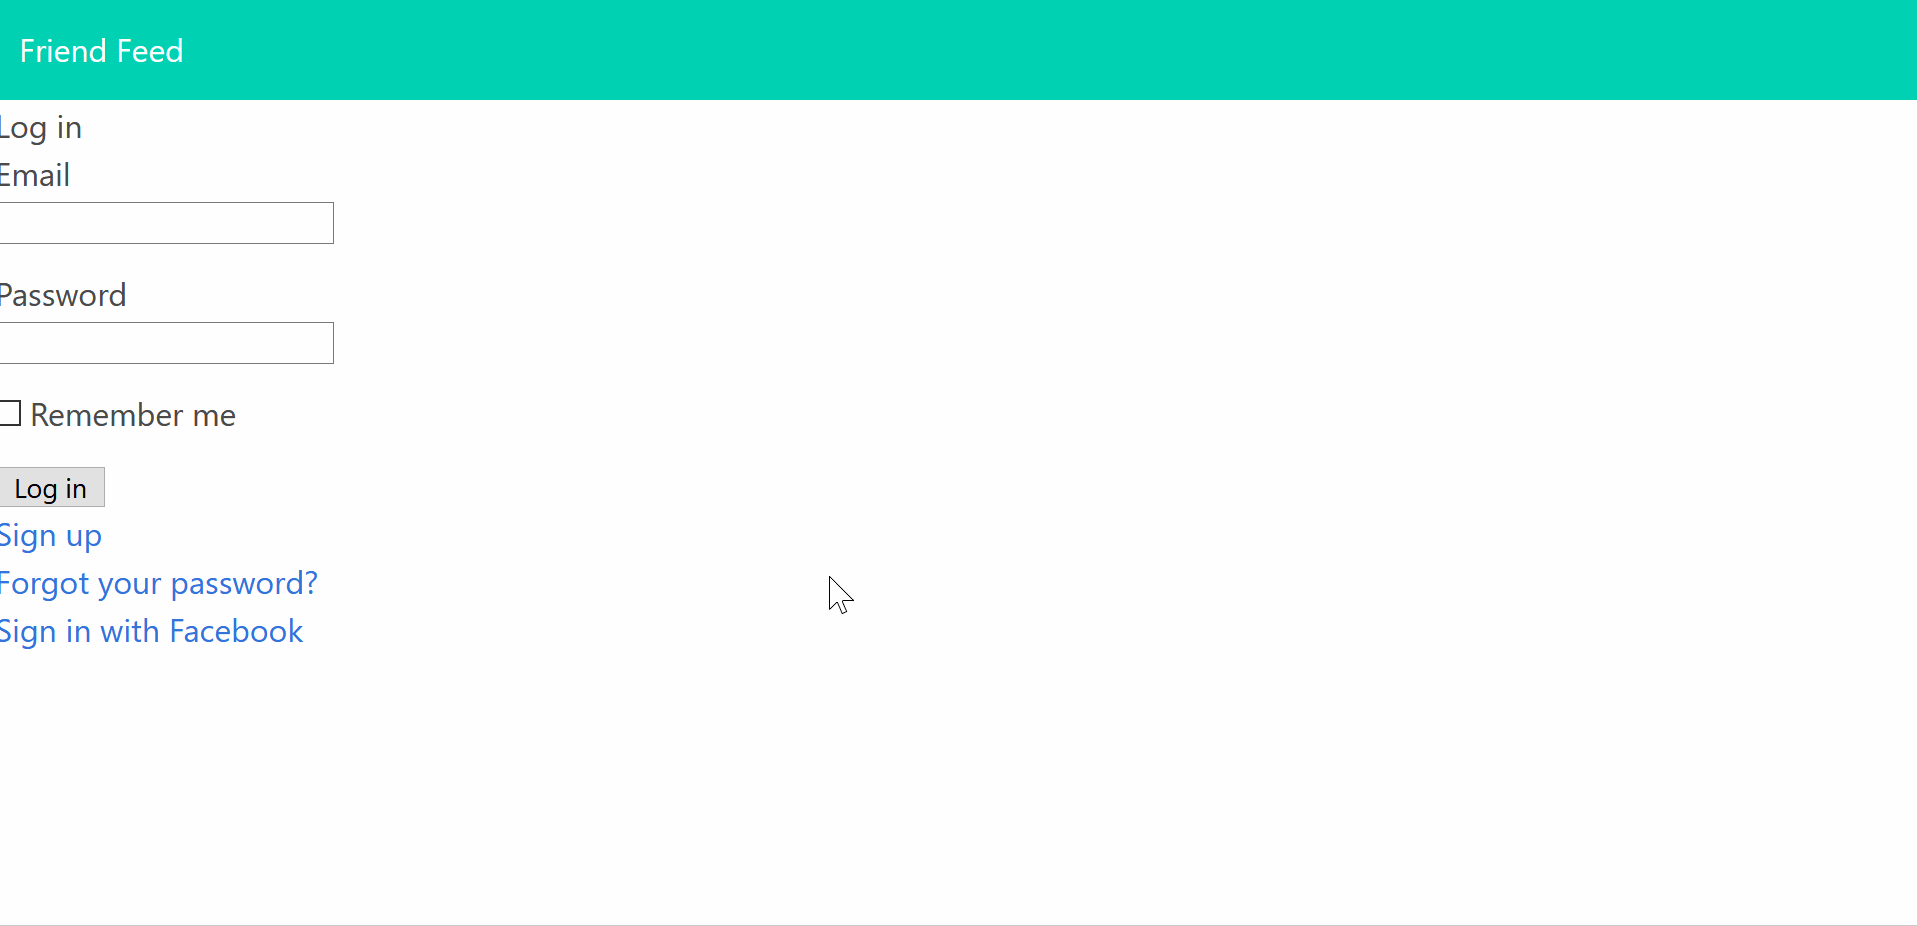 Friend Feed
Log in
Email
Password
Remember me
Log in
Sign up
Forgot your password?
Sign in with Facebook